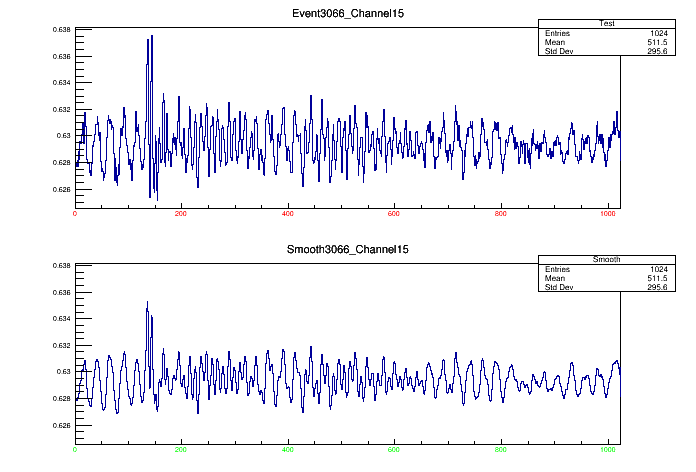 Event3066_Channel15
Test
Entries 1024
Mean 511.5
Std Dev 295.6
0.638
0.636
0.634
0.632
0.63
0.628
0.626
0 200 400 600 800 1000
Smooth3066_Channel15
Smooth
Entries 1024
Mean 511.5
Std Dev 295.6
0.638
0.636
0.634
0.632
0.63
0.628
0.626
0 200 400 600 800 1000